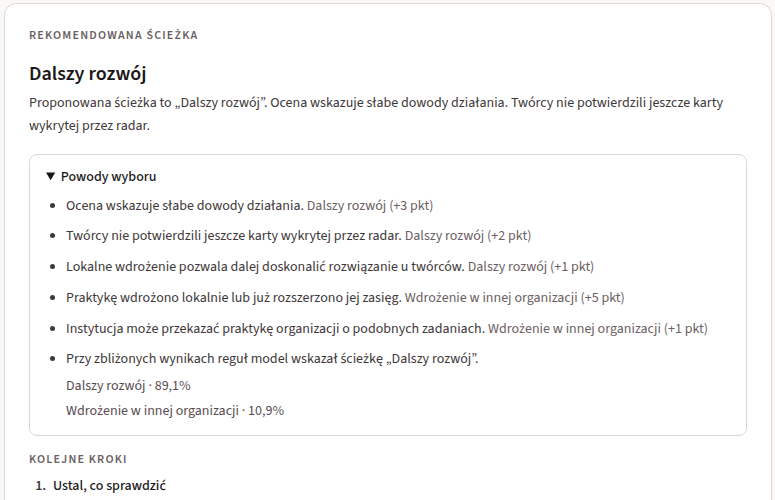 REKOMENDOWANA ŚCIEŻKA
Dalszy rozwój
Proponowana ścieżka to „Dalszy rozwój”. Ocena wskazuje słabe dowody działania. Twórcy nie potwierdzili jeszcze karty
wykrytej przez radar.
▼ Powody wyboru
• Ocena wskazuje słabe dowody działania. Dalszy rozwój (+3 pkt)
• Twórcy nie potwierdzili jeszcze karty wykrytej przez radar. Dalszy rozwój (+2 pkt)
• Lokalne wdrożenie pozwala dalej doskonalić rozwiązanie u twórców. Dalszy rozwój (+1 pkt)
• Praktykę wdrożono lokalnie lub już rozszerzono jej zasięg. Wdrożenie w innej organizacji (+5 pkt)
• Instytucja może przekazać praktykę organizacji o podobnych zadaniach. Wdrożenie w innej organizacji (+1 pkt)
• Przy zbliżonych wynikach reguł model wskazał ścieżkę „Dalszy rozwój”.
Dalszy rozwój · 89,1%
Wdrożenie w innej organizacji · 10,9%
KOLEJNE KROKI
1. Ustal, co sprawdzić